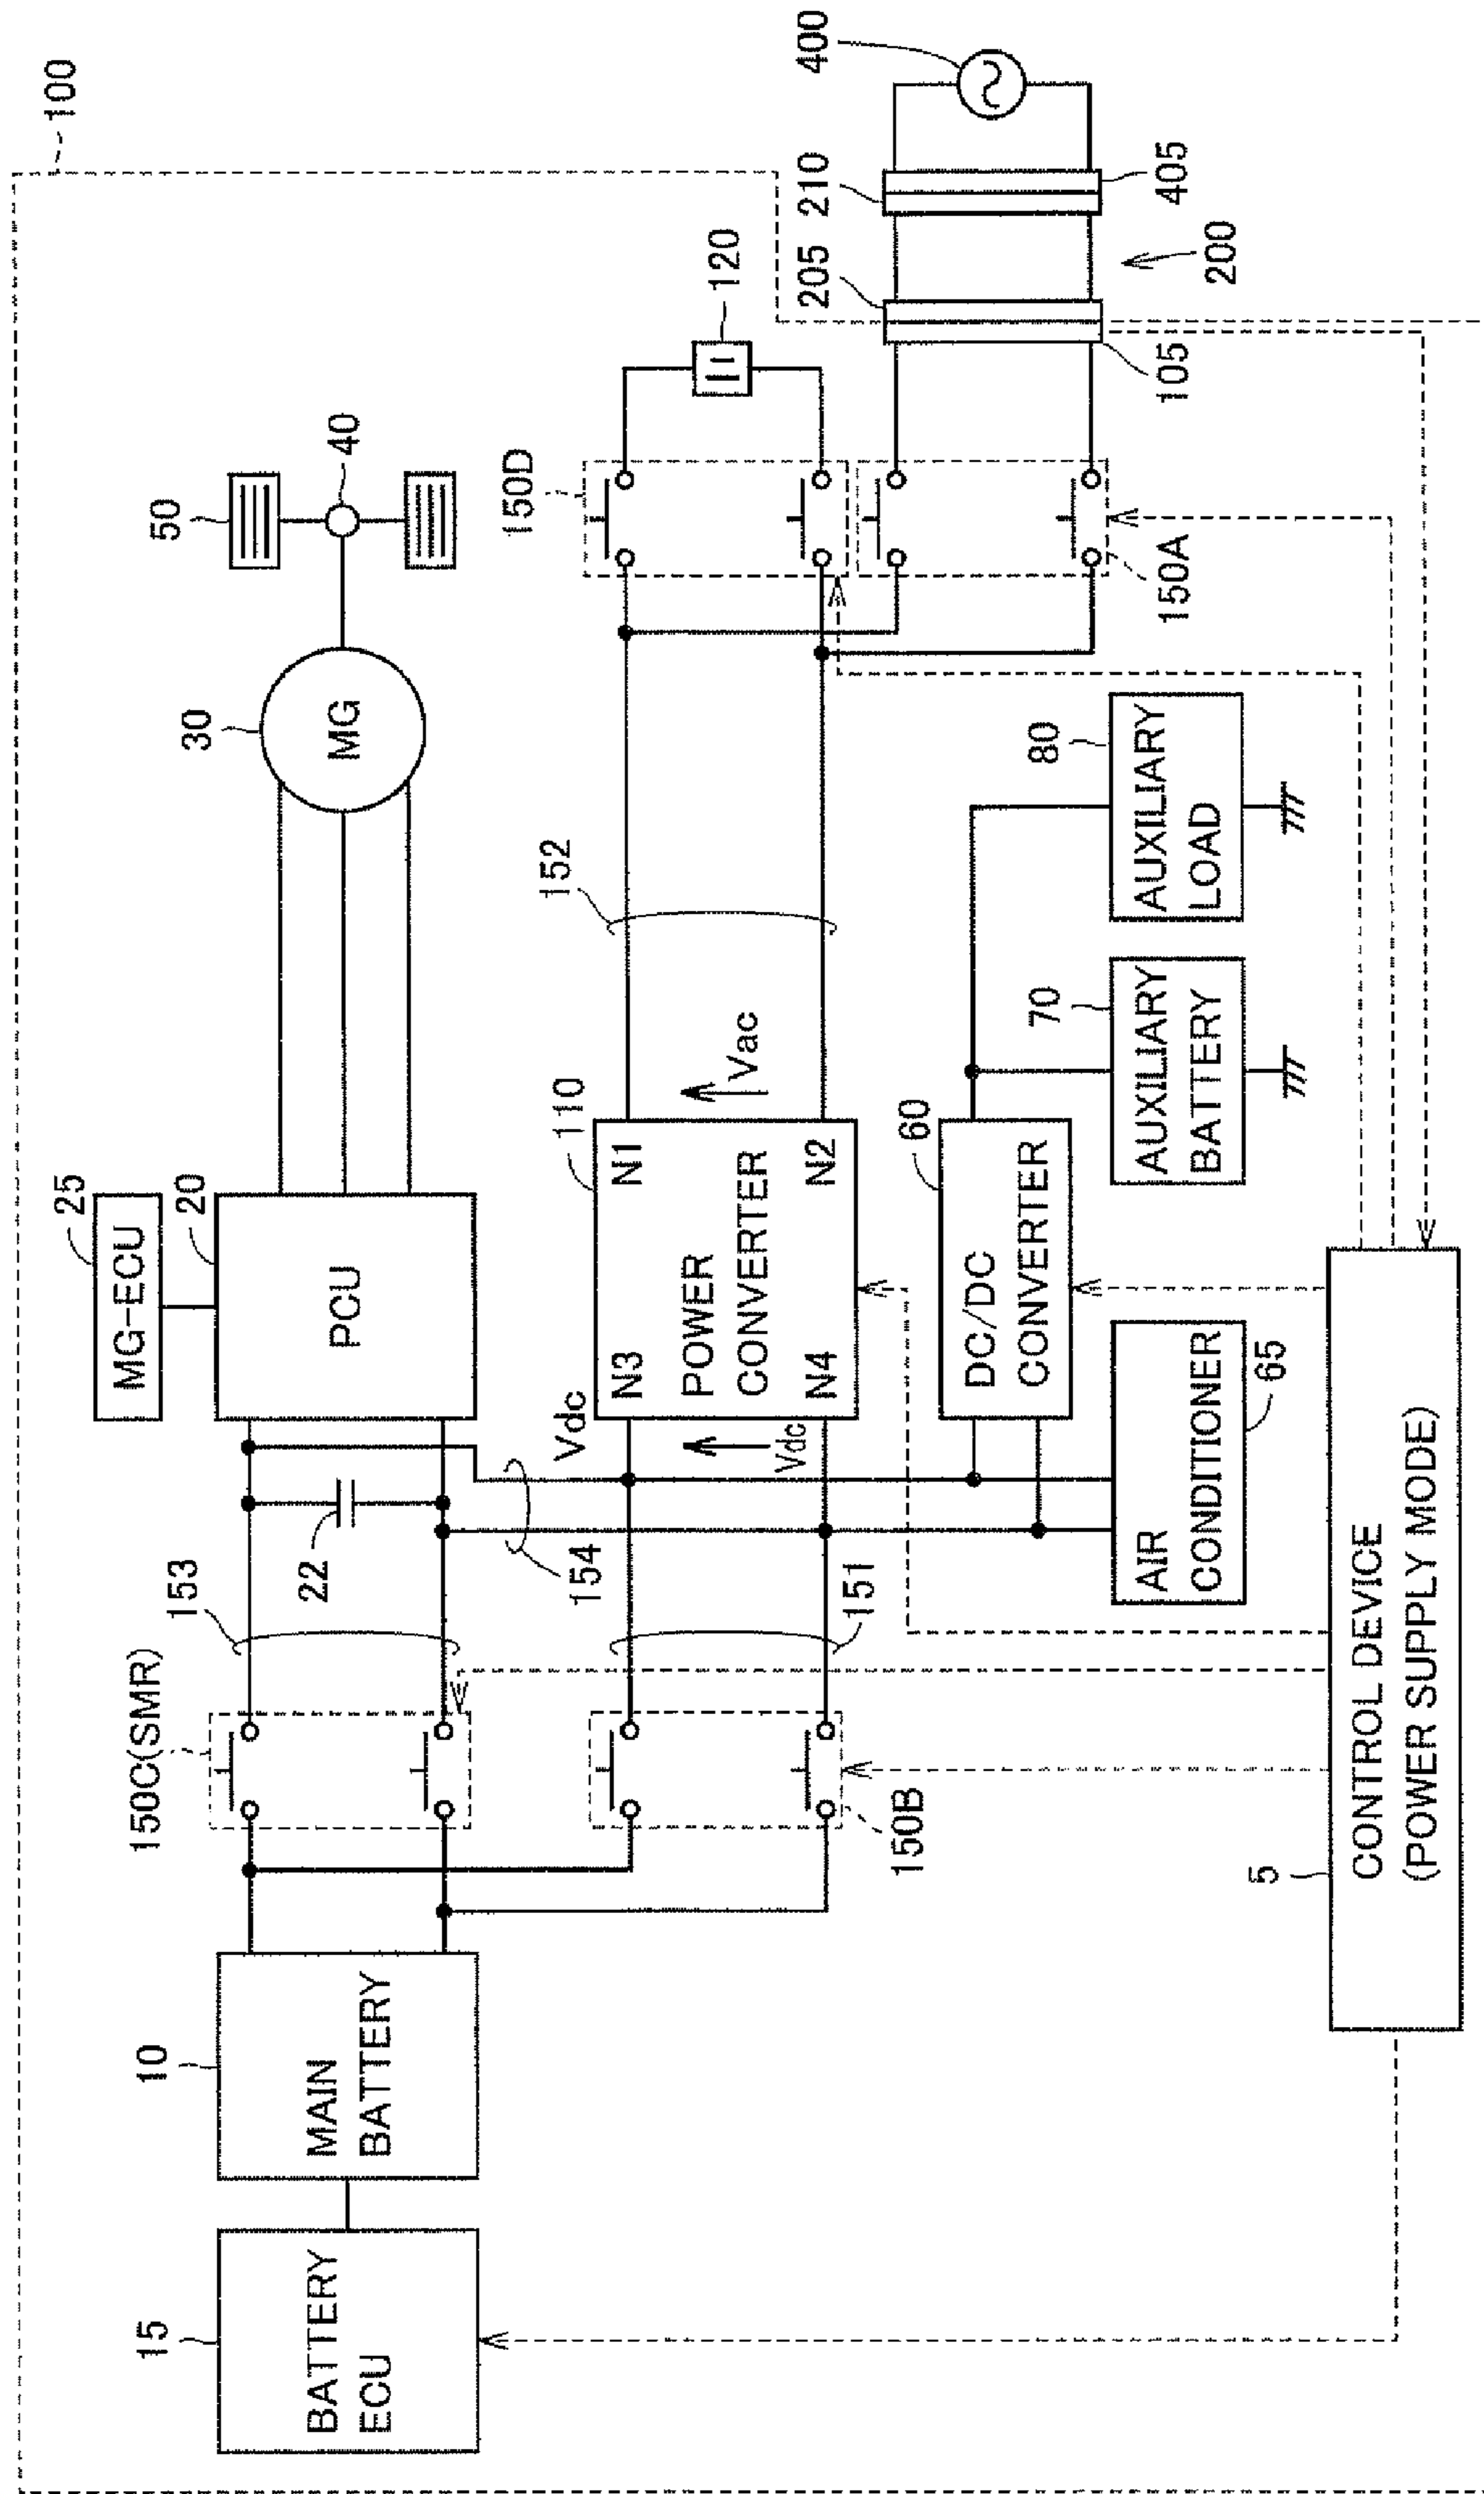 100
50
40
30
MG
MG-ECU
25
20
PCU
150C(SMR)
153
22
154
Vdc
10
MAIN
BATTERY
15
BATTERY
ECU
150B
151
Vdc
N3
N1
POWER
CONVERTER
N4
N2
110
Vac
152
150D
120
150A
105
205
200
210
405
400
60
DC/DC
CONVERTER
AIR
CONDITIONER
65
70
AUXILIARY
BATTERY
80
AUXILIARY
LOAD
5
CONTROL DEVICE
(POWER SUPPLY MODE)